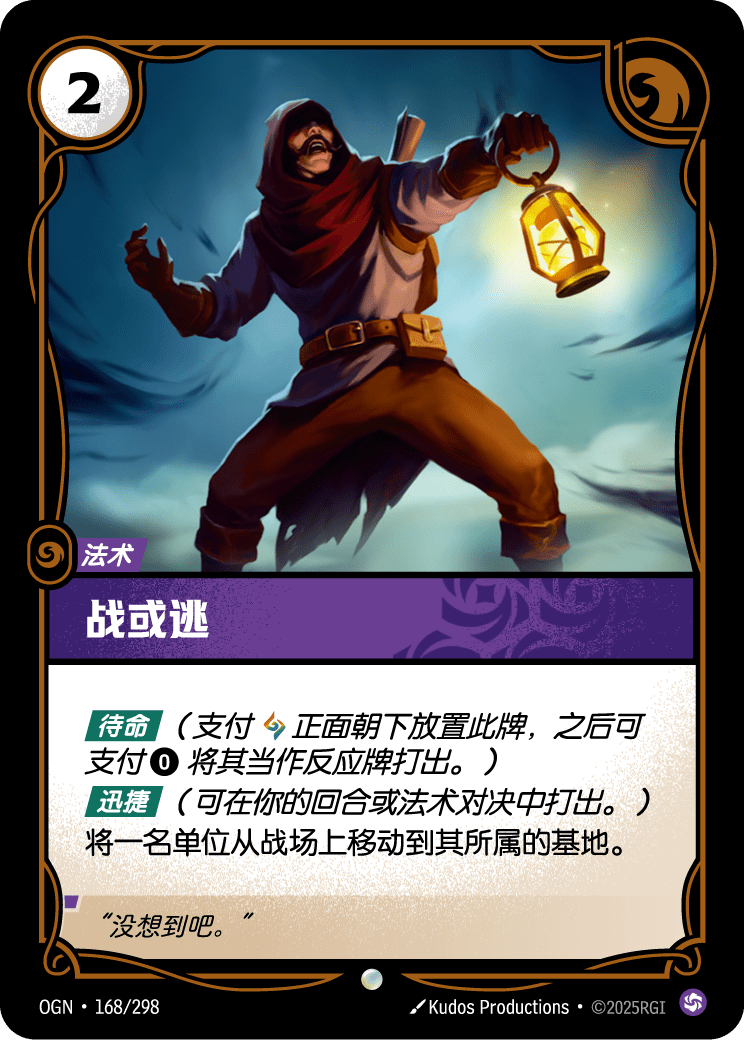 2
法术
战或逃
待命（支付 正面朝下放置此牌，之后可
支付 0 将其当作反应牌打出。）
迅捷（可在你的回合或法术对决中打出。）
将一名单位从战场上移动到其所属的基地。
“没想到吧。”
OGN • 168/298
Kudos Productions • ©2025RGI